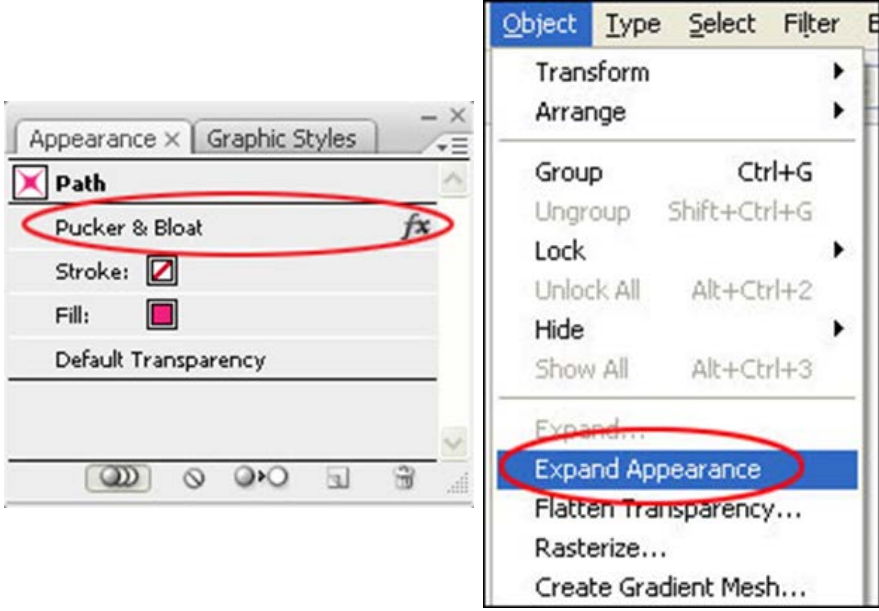 Appearance × Graphic Styles
Path
Pucker & Bloat fx
Stroke:
Fill:
Default Transparency
Object Type Select Filter E
Transform
Arrange
Group Ctrl+G
Ungroup Shift+Ctrl+G
Lock
Unlock All Alt+Ctrl+2
Hide
Show All Alt+Ctrl+3
Expand...
Expand Appearance
Flatten Transparency...
Rasterize...
Create Gradient Mesh...